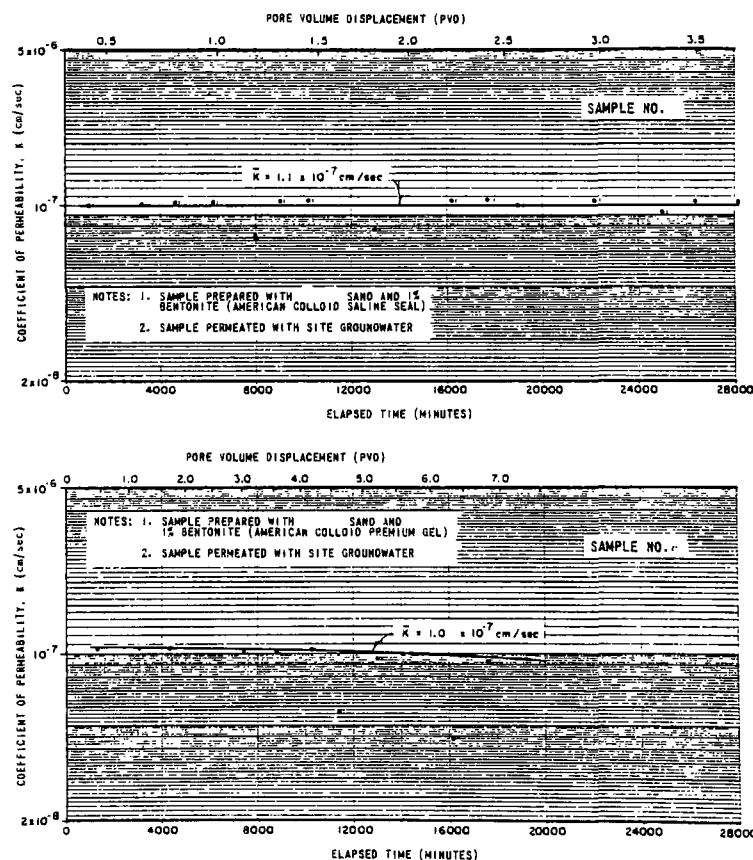 PORE VOLUME DISPLACEMENT (PVD)
0.5 1.0 1.5 2.0 2.5 3.0 3.5
5x10-6
SAMPLE NO.
K̄ = 1.1 x 10-7 cm/sec
10-7
COEFFICIENT OF PERMEABILITY, K (cm/sec)
NOTES: 1. SAMPLE PREPARED WITH SAND AND 1%
BENTONITE (AMERICAN COLLOID SALINE SEAL)
2. SAMPLE PERMEATED WITH SITE GROUNDWATER
2x10-8
0 4000 8000 12000 16000 20000 24000 28000
ELAPSED TIME (MINUTES)
PORE VOLUME DISPLACEMENT (PVD)
0 1.0 2.0 3.0 4.0 5.0 6.0 7.0
5x10-6
NOTES: 1. SAMPLE PREPARED WITH SAND AND
1% BENTONITE (AMERICAN COLLOID PREMIUM GEL)
2. SAMPLE PERMEATED WITH SITE GROUNDWATER
SAMPLE NO.
K̄ = 1.0 x 10-7 cm/sec
10-7
COEFFICIENT OF PERMEABILITY, K (cm/sec)
2x10-8
0 4000 8000 12000 16000 20000 24000 28000
ELAPSED TIME (MINUTES)